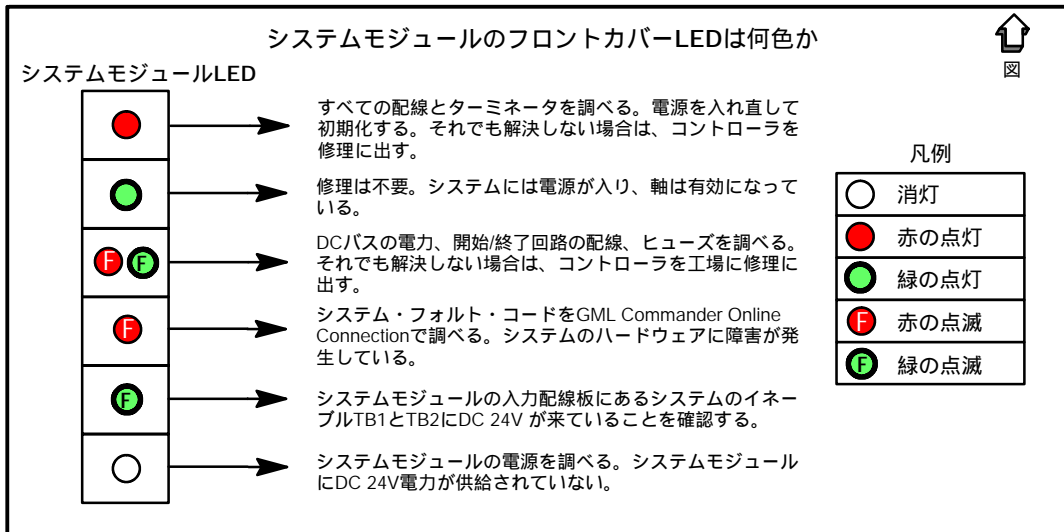 システムモジュールのフロントカバーLEDは何色か
図
システムモジュールLED
すべての配線とターミネータを調べる。電源を入れ直して
初期化する。それでも解決しない場合は、コントローラを
修理に出す。
修理は不要。システムには電源が入り、軸は有効になって
いる。
F F
DCバスの電力、開始/終了回路の配線、ヒューズを調べる。
それでも解決しない場合は、コントローラを工場に修理に
出す。
F
システム・フォルト・コードをGML Commander Online
Connectionで調べる。システムのハードウェアに障害が発
生している。
F
システムモジュールの入力配線板にあるシステムのイネー
ブルTB1とTB2にDC 24V が来ていることを確認する。
システムモジュールの電源を調べる。システムモジュール
にDC 24V電力が供給されていない。
凡例
消灯
赤の点灯
緑の点灯
F 赤の点滅
F 緑の点滅